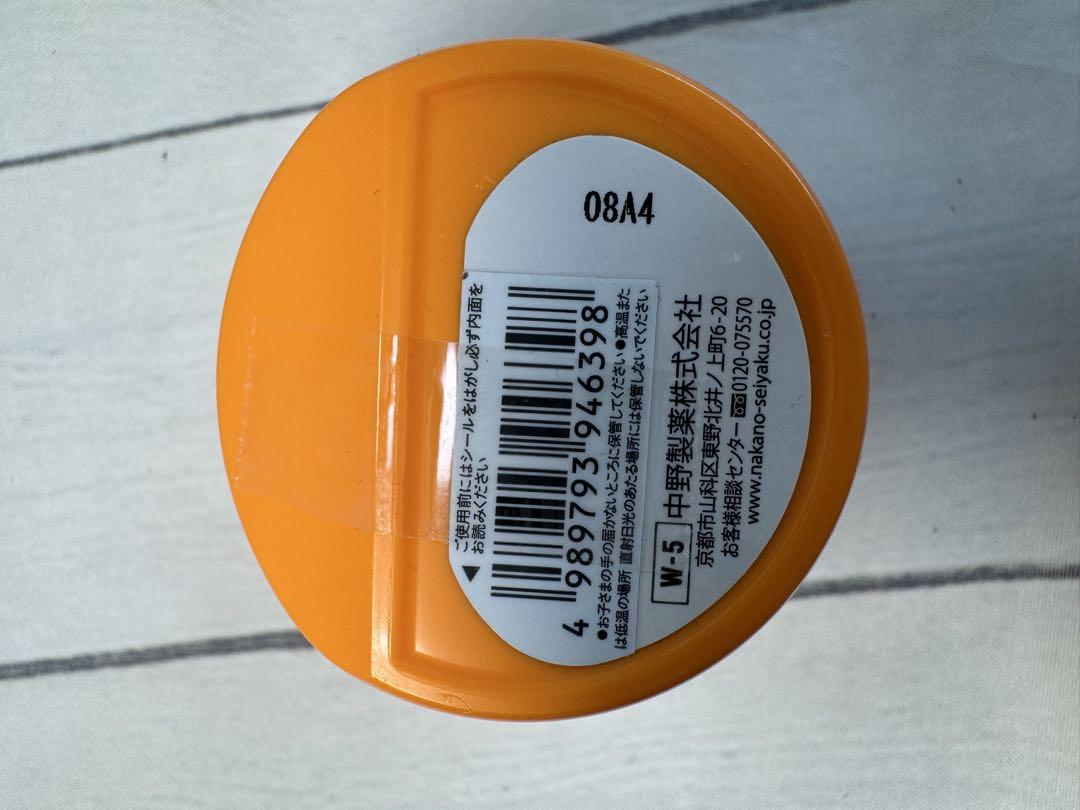 08A4
▲ご使用前にはシールをはがし必ず内面を
お読みください
4 989793 946398
●お子さまの手の届かないところに保管してください●高温また
は低温の場所 直射日光のあたる場所には保管しないでください
W-5 中野製薬株式会社
京都市山科区東野北井ノ上町6-20
お客様相談センター 0120-075570
www.nakano-seiyaku.co.jp